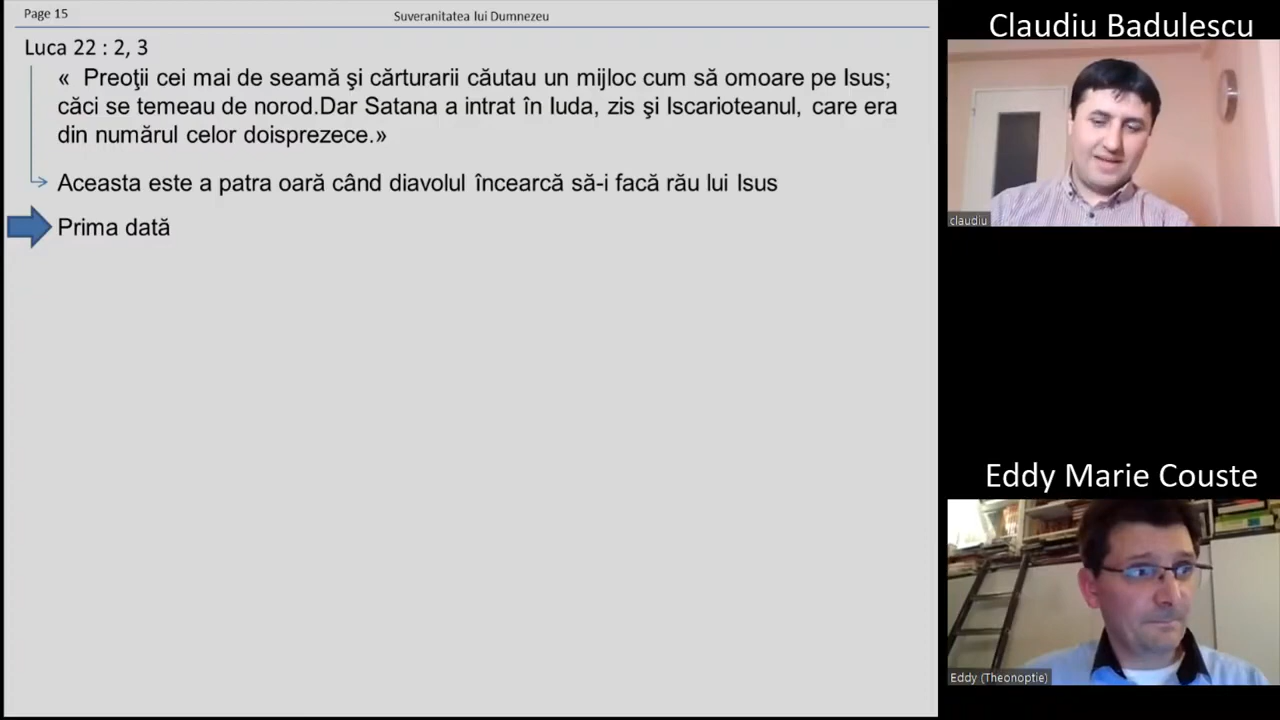 Page 15
Suveranitatea lui Dumnezeu
Luca 22 : 2, 3
«  Preoţii cei mai de seamă şi cărturarii căutau un mijloc cum să omoare pe Isus;
căci se temeau de norod.Dar Satana a intrat în Iuda, zis şi Iscarioteanul, care era
din numărul celor doisprezece.»
Aceasta este a patra oară când diavolul încearcă să-i facă rău lui Isus
Prima dată
Claudiu Badulescu
claudiu
Eddy Marie Couste
Eddy (Theonoptie)